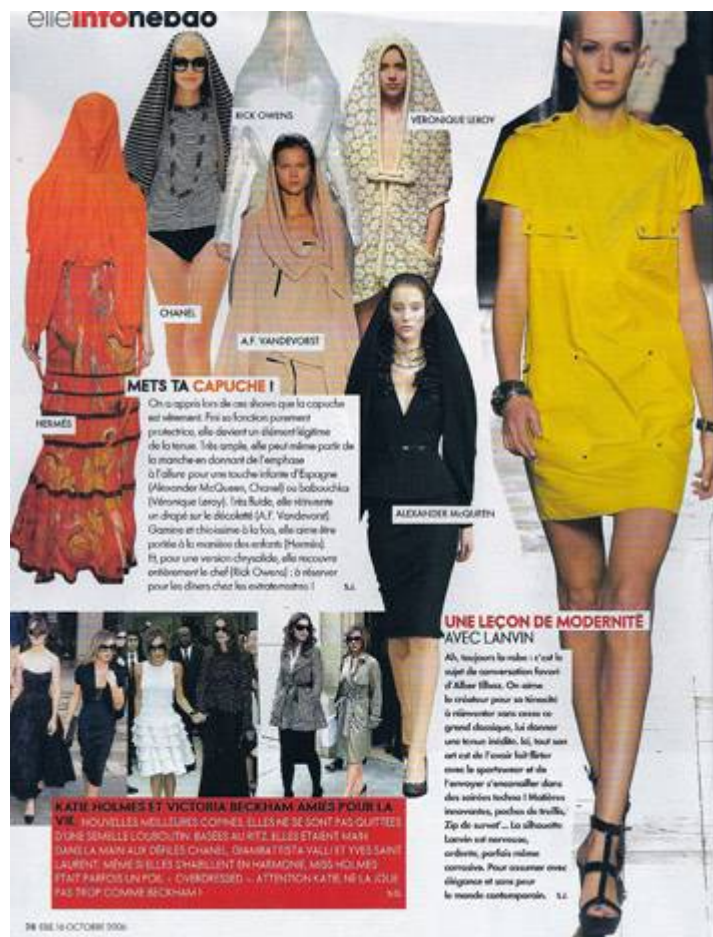 elleinfonebdo
RICK OWENS
VÉRONIQUE LEROY
CHANEL
A.F. VANDEVORST
METS TA CAPUCHE !
On a appris lors de ces shows que la capuche
est vêtement. Fini sa fonction purement
protectrice, elle devient un élément légitime
de la tenue. Très ample, elle peut même partir de
la manche en donnant de l'emphase
à l'allure pour une touche infante d'Espagne
(Alexander McQueen, Chanel) ou babouchka
(Véronique Leroy). Très fluide, elle réinvente
un drapé sur le décolleté (A.F. Vandevorst).
Gamine et chicissime à la fois, elle aime être
portée à la manière des enfants (Hermès).
Et, pour une version chrysalide, elle recouvre
entièrement le chef (Rick Owens) : à réserver
pour les dîners chez les extraterrestres ! S.J.
HERMÈS
ALEXANDER McQUEEN
UNE LEÇON DE MODERNITÉ
AVEC LANVIN
Ah, toujours la robe : c'est le
sujet de conversation favori
d'Alber Elbaz. On aime
le créateur pour sa ténacité
à réinventer sans cesse ce
grand classique, lui donner
une tenue inédite. Ici, tout son
art est de l'avoir fait flirter
avec le sportswear et de
l'envoyer s'encanailler dans
des soirées techno ! Matières
innovantes, poches de treillis,
Zip de survêt'... La silhouette
Lanvin est nerveuse,
ardente, parfois même
corrosive. Pour assumer avec
élégance et sans peur
le monde contemporain. S.J.
KATIE HOLMES ET VICTORIA BECKHAM AMIES POUR LA
VIE. NOUVELLES MEILLEURES COPINES, ELLES NE SE SONT PAS QUITTÉES
D'UNE SEMELLE LOUBOUTIN. BASÉES AU RITZ, ELLES ÉTAIENT MAIN
DANS LA MAIN AUX DÉFILÉS CHANEL, GIAMBATTISTA VALLI ET YVES SAINT
LAURENT. MÊME SI ELLES S'HABILLENT EN HARMONIE, MISS HOLMES
ÉTAIT PARFOIS UN POIL « OVERDRESSED ». ATTENTION KATIE, NE LA JOUE
PAS TROP COMME BECKHAM !
ELLE 16 OCTOBRE 2006